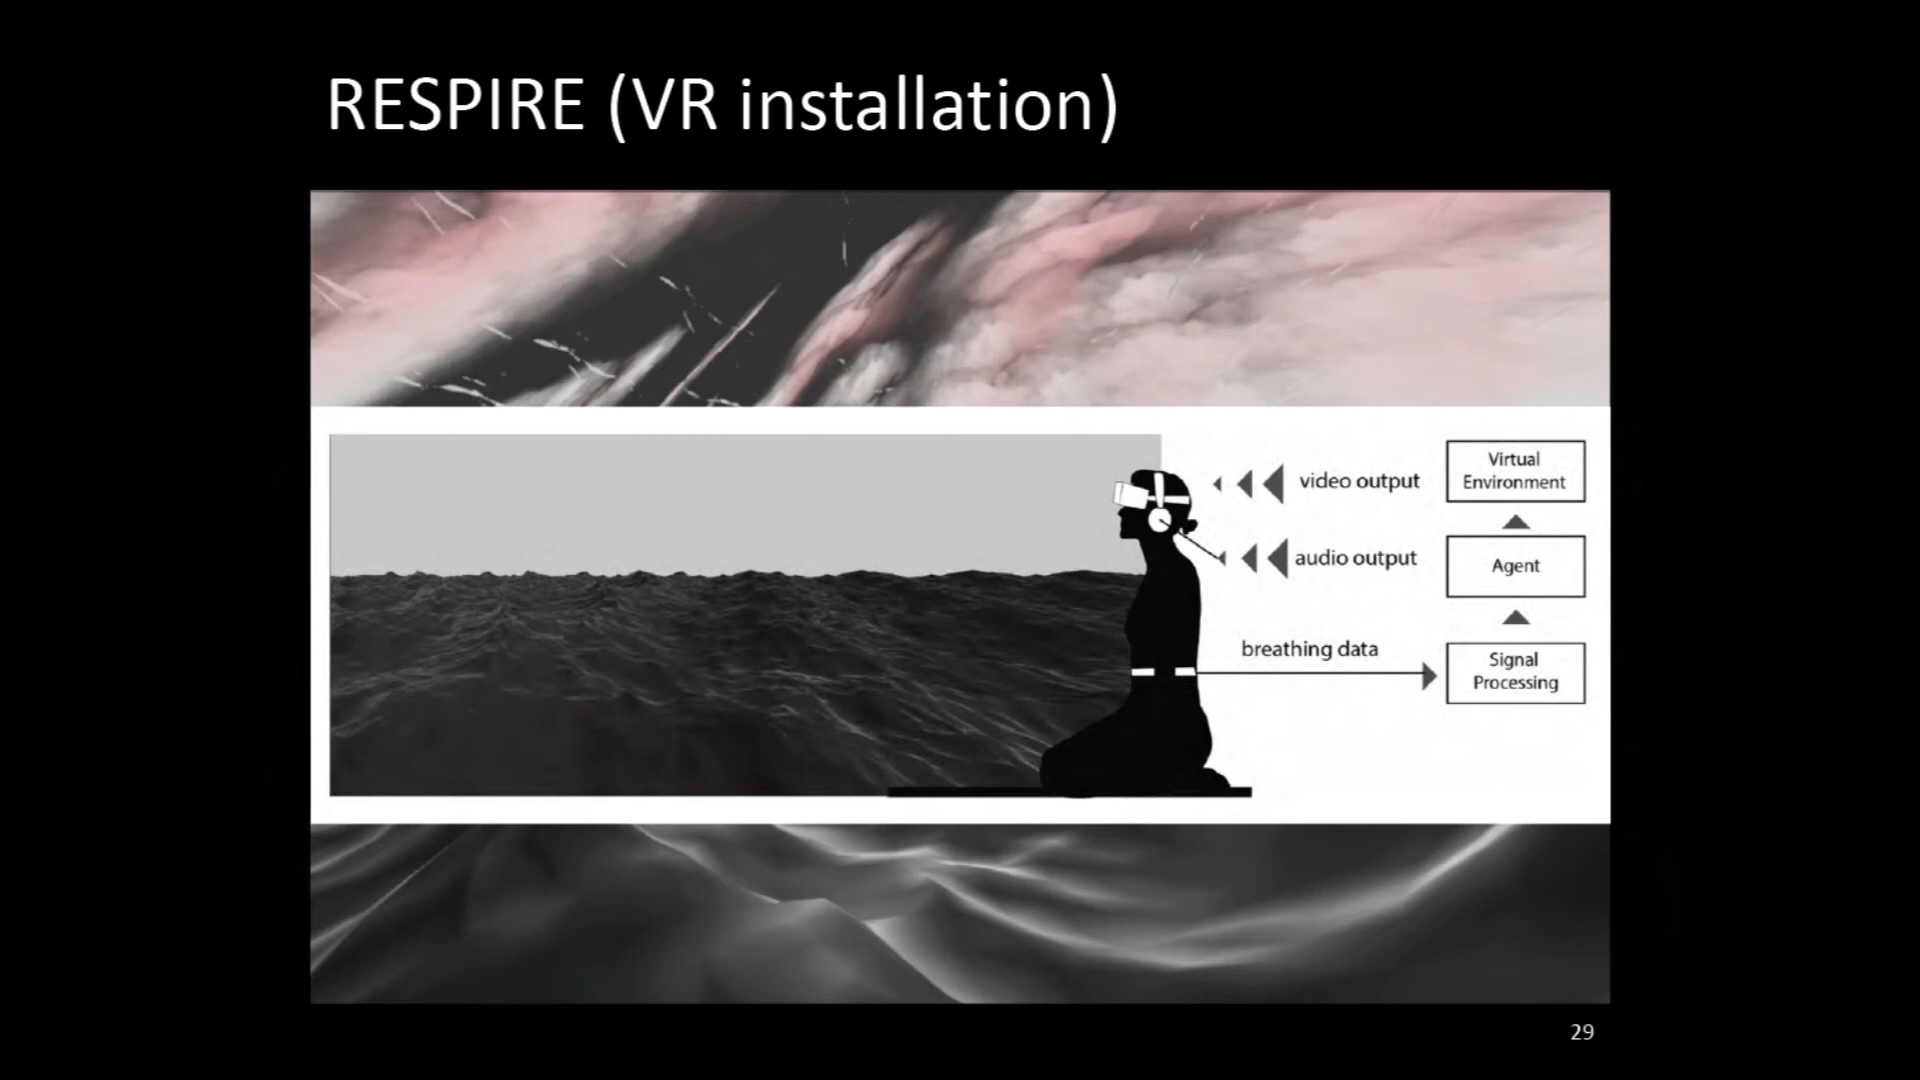 RESPIRE (VR installation)
video output
Virtual
Environment
audio output
Agent
breathing data
Signal
Processing
29